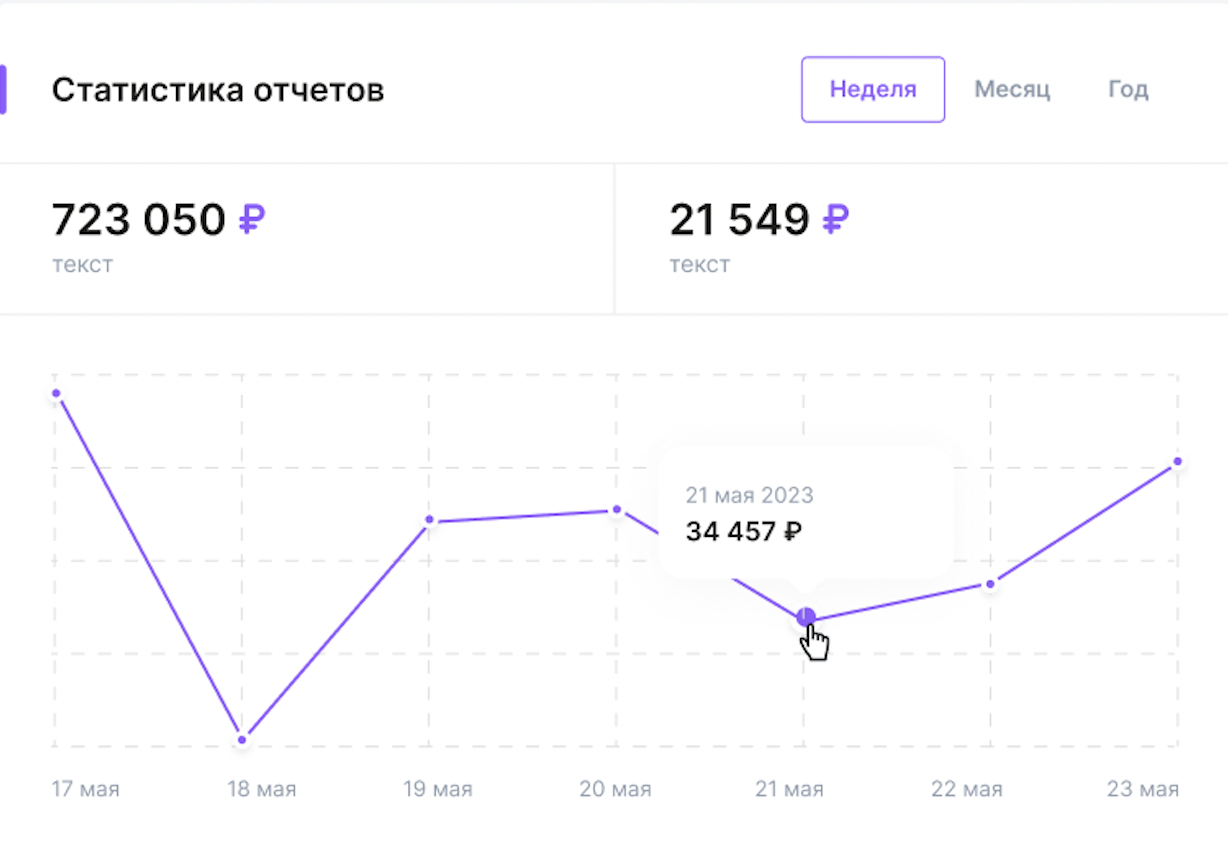 Статистика отчетов
Неделя Месяц Год
723 050 ₽
текст
21 549 ₽
текст
21 мая 2023
34 457 ₽
17 мая 18 мая 19 мая 20 мая 21 мая 22 мая 23 мая